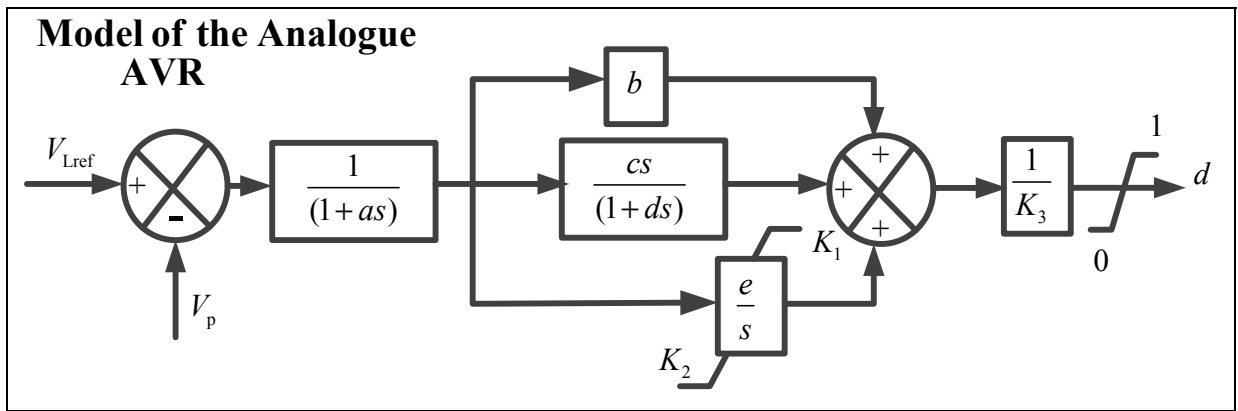 Model of the Analogue
AVR
V_Lref
+
-
V_p
1
(1+as)
b
cs
(1+ds)
e
s
K_1
K_2
+
+
+
1
K_3
1
0
d